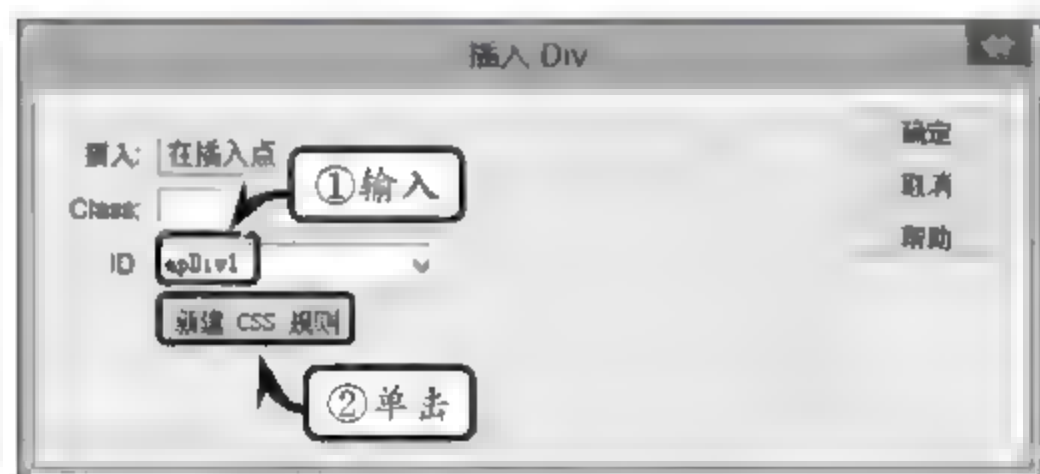 插入 Div
插入: 在插入点
①输入
确定
Class:
取消
ID apDiv1
帮助
新建 CSS 规则
②单击